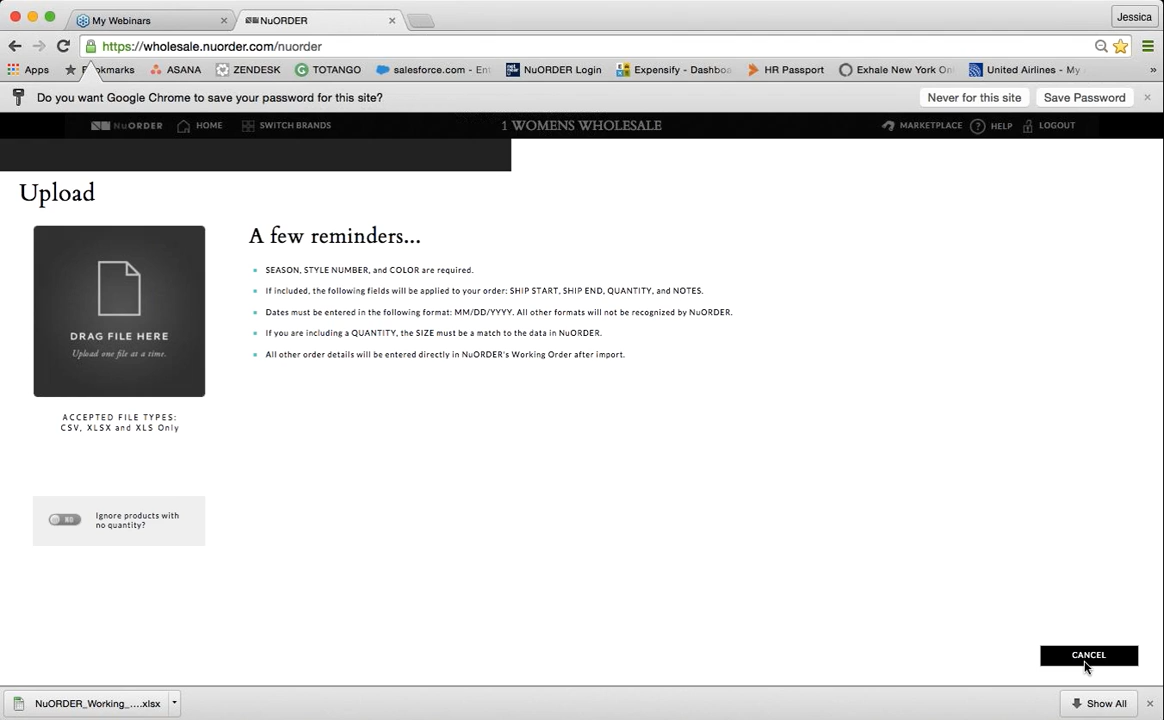 My Webinars
NuORDER
Jessica
https://wholesale.nuorder.com/nuorder
Apps
Bookmarks
ASANA
ZENDESK
TOTANGO
salesforce.com - Ent
NuORDER Login
Expensify - Dashbo
HR Passport
Exhale New York On
United Airlines - My
»
Do you want Google Chrome to save your password for this site?
Never for this site
Save Password
NuORDER
HOME
SWITCH BRANDS
1 WOMENS WHOLESALE
MARKETPLACE
HELP
LOGOUT
Upload
DRAG FILE HERE
Upload one file at a time.
ACCEPTED FILE TYPES:
CSV, XLSX and XLS Only
NO
Ignore products with
no quantity?
A few reminders...
SEASON, STYLE NUMBER, and COLOR are required.
If included, the following fields will be applied to your order: SHIP START, SHIP END, QUANTITY, and NOTES.
Dates must be entered in the following format: MM/DD/YYYY. All other formats will not be recognized by NuORDER.
If you are including a QUANTITY, the SIZE must be a match to the data in NuORDER.
All other order details will be entered directly in NuORDER's Working Order after import.
CANCEL
NuORDER_Working_....xlsx
Show All